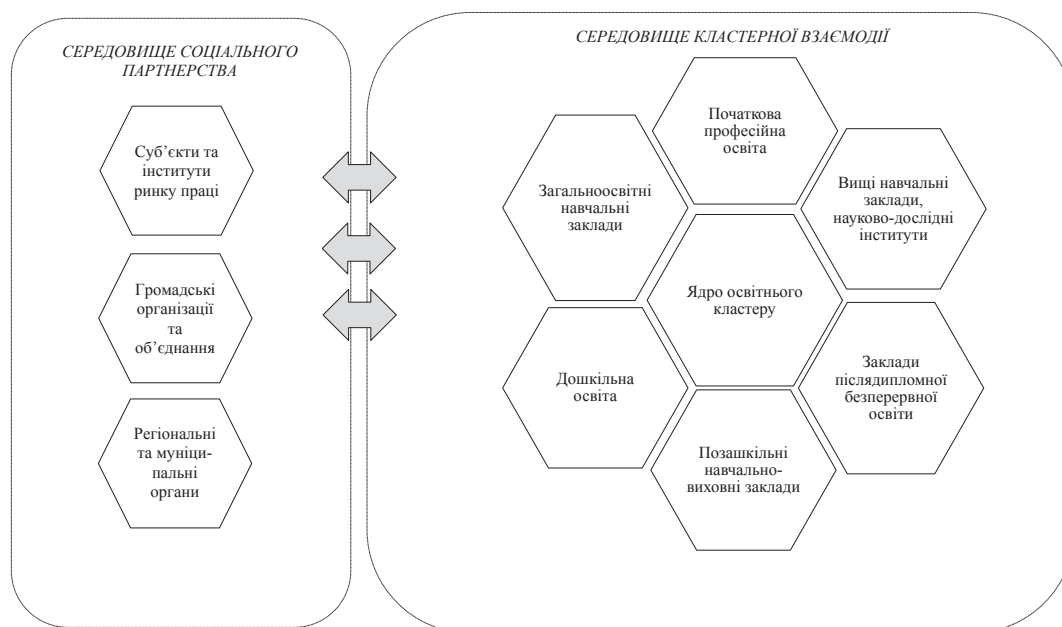 СЕРЕДОВИЩЕ СОЦІАЛЬНОГО
ПАРТНЕРСТВА
Суб’єкти та
інститути
ринку праці
Громадські
організації
та
об’єднання
Регіональні
та муніци-
пальні
органи
СЕРЕДОВИЩЕ КЛАСТЕРНОЇ ВЗАЄМОДІЇ
Початкова
професійна
освіта
Загальноосвітні
навчальні
заклади
Вищі навчальні
заклади,
науково-дослідні
інститути
Ядро освітнього
кластеру
Дошкільна
освіта
Заклади
післядипломної
безперервної
освіти
Позашкільні
навчально-
виховні заклади